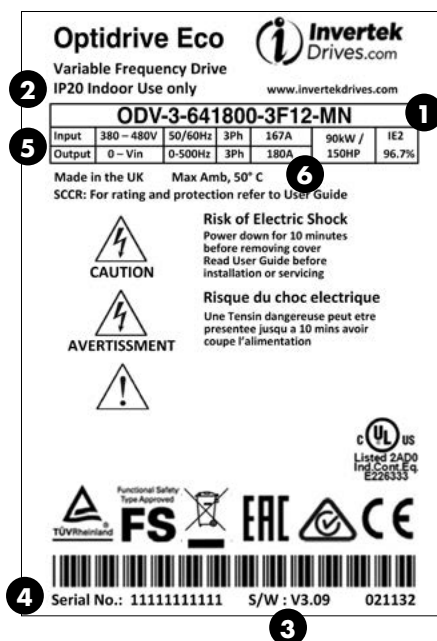 Optidrive Eco
Invertek
Drives.com
Variable Frequency Drive
2 IP20 Indoor Use only
www.invertekdrives.com
ODV-3-641800-3F12-MN 1
5
Input 380 – 480V 50/60Hz 3Ph 167A 90kW / 150HP IE2 96.7%
Output 0 – Vin 0-500Hz 3Ph 180A
6
Made in the UK Max Amb, 50° C
SCCR: For rating and protection refer to User Guide
CAUTION
Risk of Electric Shock
Power down for 10 minutes
before removing cover
Read User Guide before
installation or servicing
AVERTISSMENT
Risque du choc electrique
Une Tensin dangereuse peut etre
presentee jusqu a 10 mins avoir
coupe l'alimentation
c UL us
Listed 2AD0
Ind.Cont.Eq.
E226333
TÜVRheinland
Functional Safety
Type Approved
FS
EAC
CE
4 Serial No.: 11111111111 S/W : V3.09 021132
3